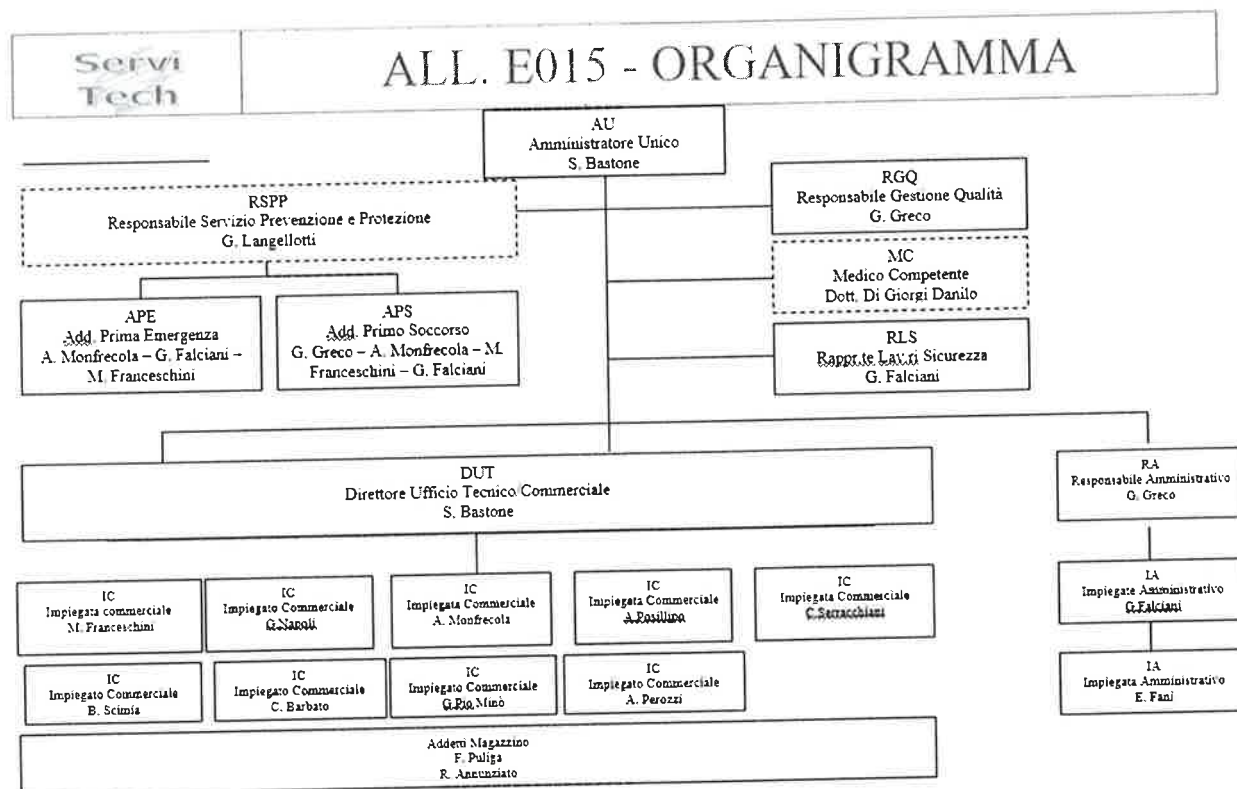 Servi
Tech
ALL. E015 - ORGANIGRAMMA
AU
Amministratore Unico
S. Bastone
RSPP
Responsabile Servizio Prevenzione e Protezione
G. Langellotti
RGQ
Responsabile Gestione Qualità
G. Greco
MC
Medico Competente
Dott. Di Giorgi Danilo
APE
Add. Prima Emergenza
A. Monfrecola – G. Falciani –
M. Franceschini
APS
Add. Primo Soccorso
G. Greco – A. Monfrecola – M.
Franceschini – G. Falciani
RLS
Rappr.te Lav.ri Sicurezza
G. Falciani
DUT
Direttore Ufficio Tecnico Commerciale
S. Bastone
RA
Responsabile Amministrativo
G. Greco
IC
Impiegata commerciale
M. Franceschini
IC
Impiegato Commerciale
G.Napoli
IC
Impiegata Commerciale
A. Monfrecola
IC
Impiegata Commerciale
A.Posillipo
IC
Impiegata Commerciale
C.Serracchiani
IA
Impiegate Amministrativo
G.Falciani
IC
Impiegato Commerciale
B. Scimia
IC
Impiegato Commerciale
C. Barbato
IC
Impiegato Commerciale
G.Pio Minò
IC
Impiegato Commerciale
A. Perozzi
IA
Impiegata Amministrativo
E. Fani
Addetti Magazzino
F. Puliga
R. Annunziato